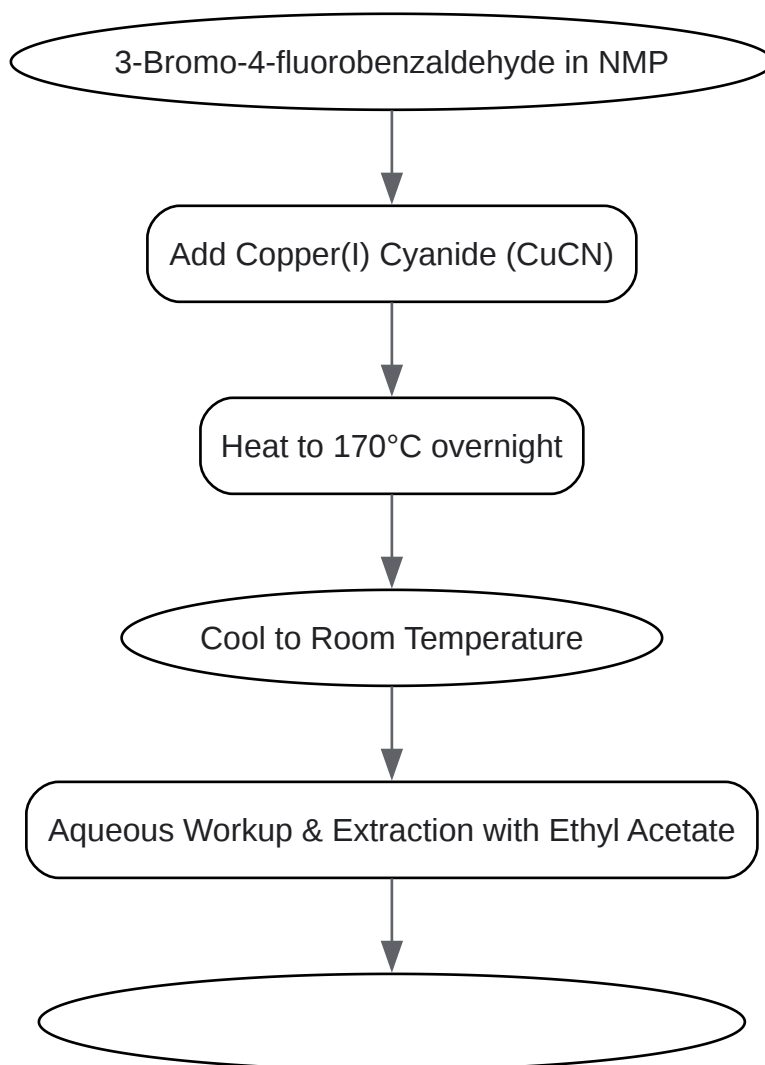 3-Bromo-4-fluorobenzaldehyde in NMP
Add Copper(I) Cyanide (CuCN)
Heat to 170°C overnight
Cool to Room Temperature
Aqueous Workup & Extraction with Ethyl Acetate